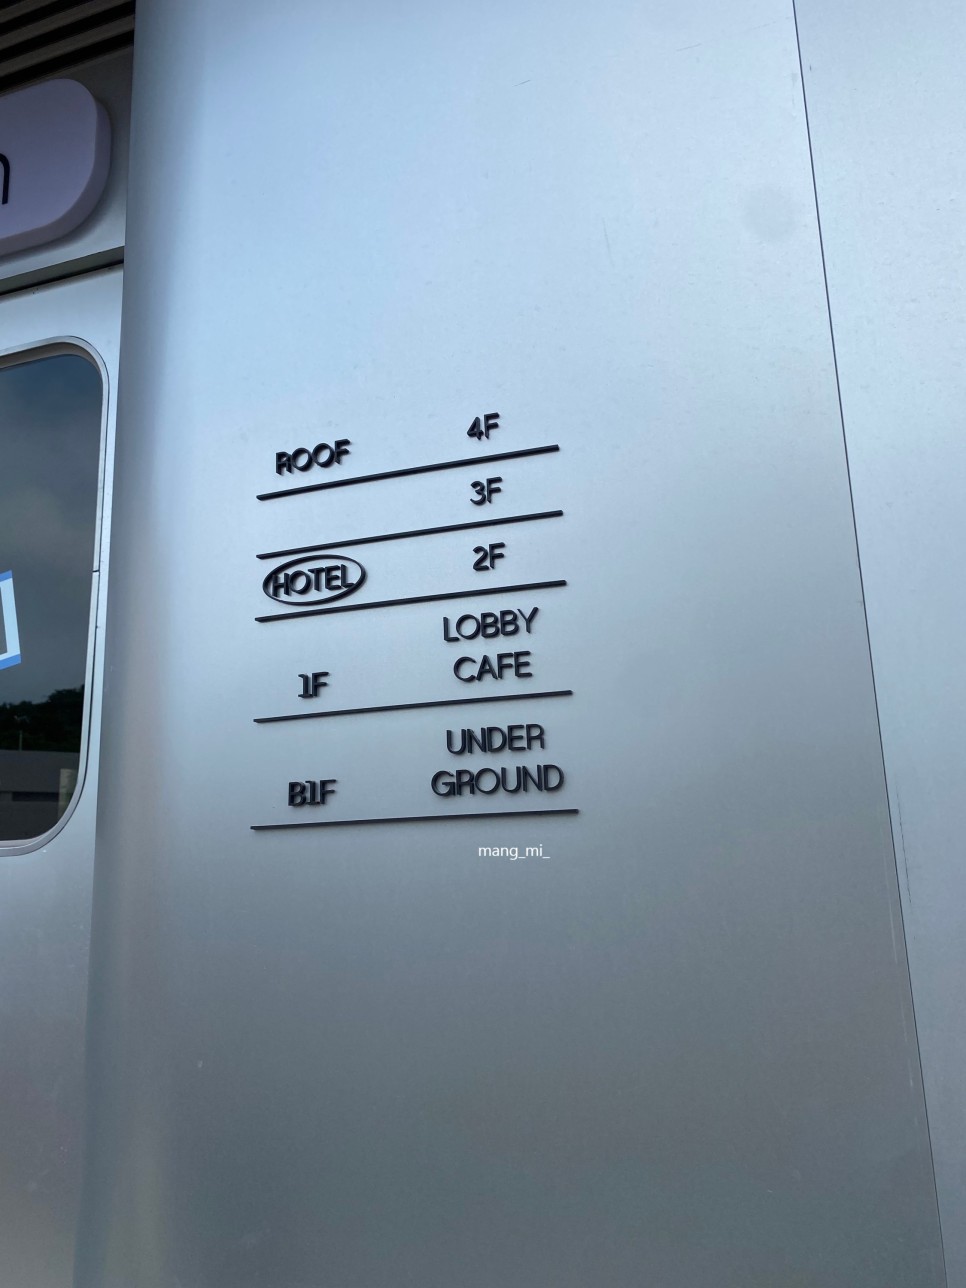 ROOF 4F
3F
HOTEL 2F
LOBBY
1F CAFE
UNDER
B1F GROUND
mang_mi_